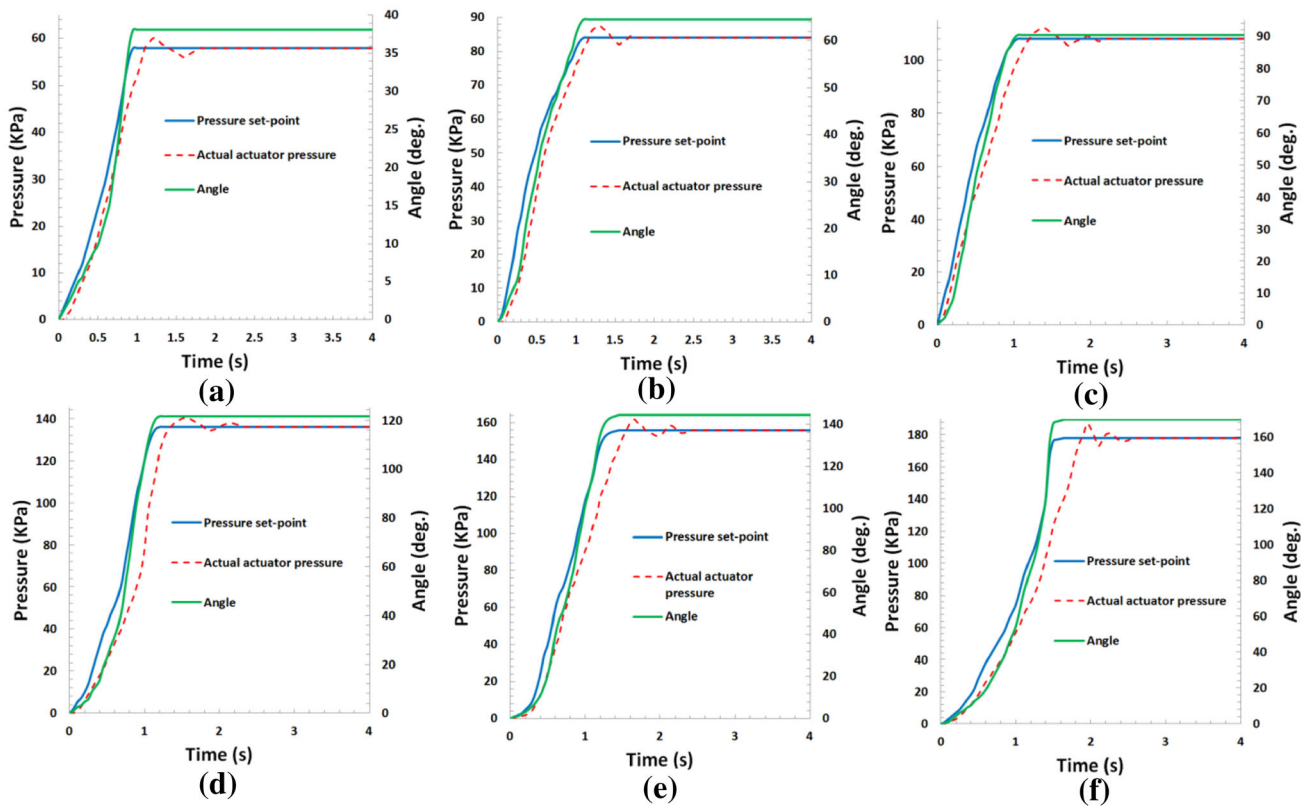 Pressure (KPa)
60
50
40
30
20
10
0
0 0.5 1 1.5 2 2.5 3 3.5 4
Time (s)
40
35
30
25
20
15
10
5
0
Angle (deg.)
Pressure set-point
Actual actuator pressure
Angle
(a)
Pressure (KPa)
90
80
70
60
50
40
30
20
10
0
0 0.5 1 1.5 2 2.5 3 3.5 4
Time (s)
60
50
40
30
20
10
0
Angle (deg.)
Pressure set-point
Actual actuator pressure
Angle
(b)
Pressure (KPa)
100
80
60
40
20
0
0 1 2 3 4
Time (s)
90
80
70
60
50
40
30
20
10
0
Angle (deg.)
Pressure set-point
Actual actuator pressure
Angle
(c)
Pressure (KPa)
140
120
100
80
60
40
20
0
0 1 2 3 4
Time (s)
120
100
80
60
40
20
0
Angle (deg.)
Pressure set-point
Actual actuator pressure
Angle
(d)
Pressure (KPa)
160
140
120
100
80
60
40
20
0
0 1 2 3 4
Time (s)
140
120
100
80
60
40
20
0
Angle (deg.)
Pressure set-point
Actual actuator
pressure
Angle
(e)
Pressure (KPa)
180
160
140
120
100
80
60
40
20
0
0 1 2 3 4
Time (s)
160
140
120
100
80
60
40
20
0
Angle (deg.)
Pressure set-point
Actual actuator pressure
Angle
(f)